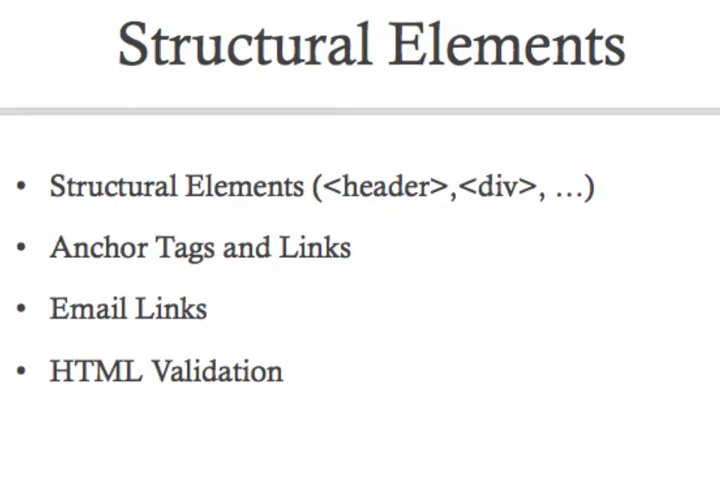 Structural Elements
• Structural Elements (<header>,<div>, …)
• Anchor Tags and Links
• Email Links
• HTML Validation